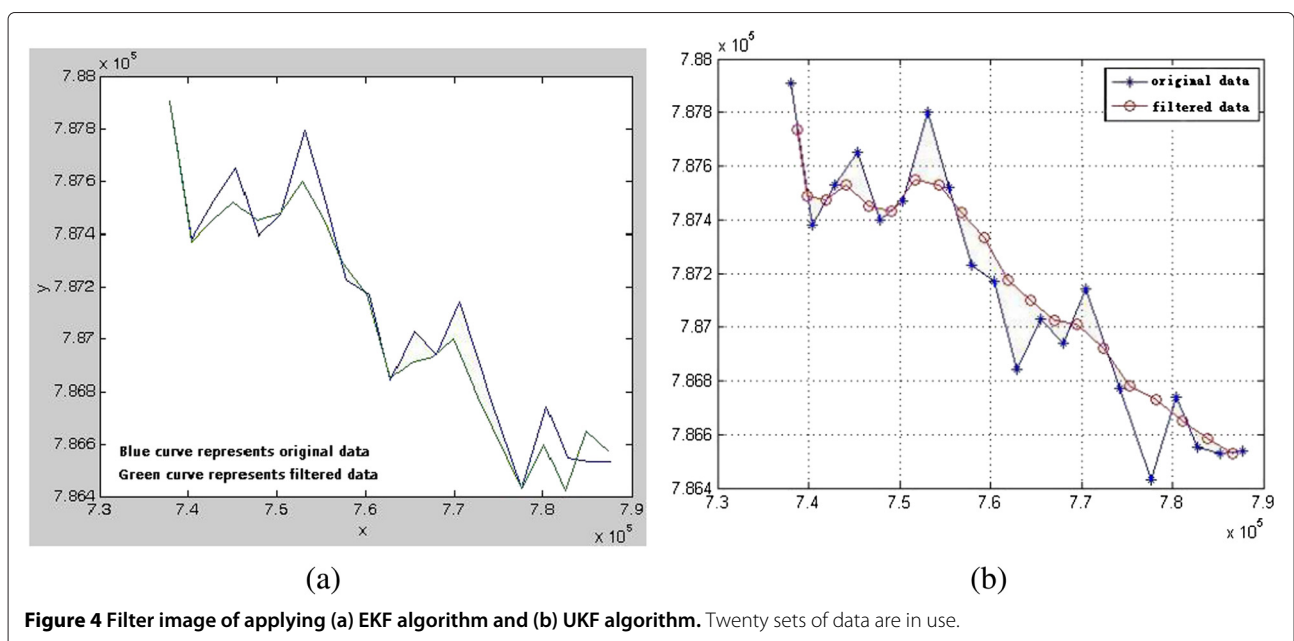 x 10^5
7.88
7.878
7.876
7.874
7.872
7.87
7.868
7.866
7.864
y
Blue curve represents original data
Green curve represents filtered data
7.3
7.4
7.5
7.6
7.7
7.8
7.9
x
x 10^5
(a)
x 10^5
7.88
7.878
7.876
7.874
7.872
7.87
7.868
7.866
7.864
original data
filtered data
7.3
7.4
7.5
7.6
7.7
7.8
7.9
x 10^5
(b)
Figure 4 Filter image of applying (a) EKF algorithm and (b) UKF algorithm. Twenty sets of data are in use.